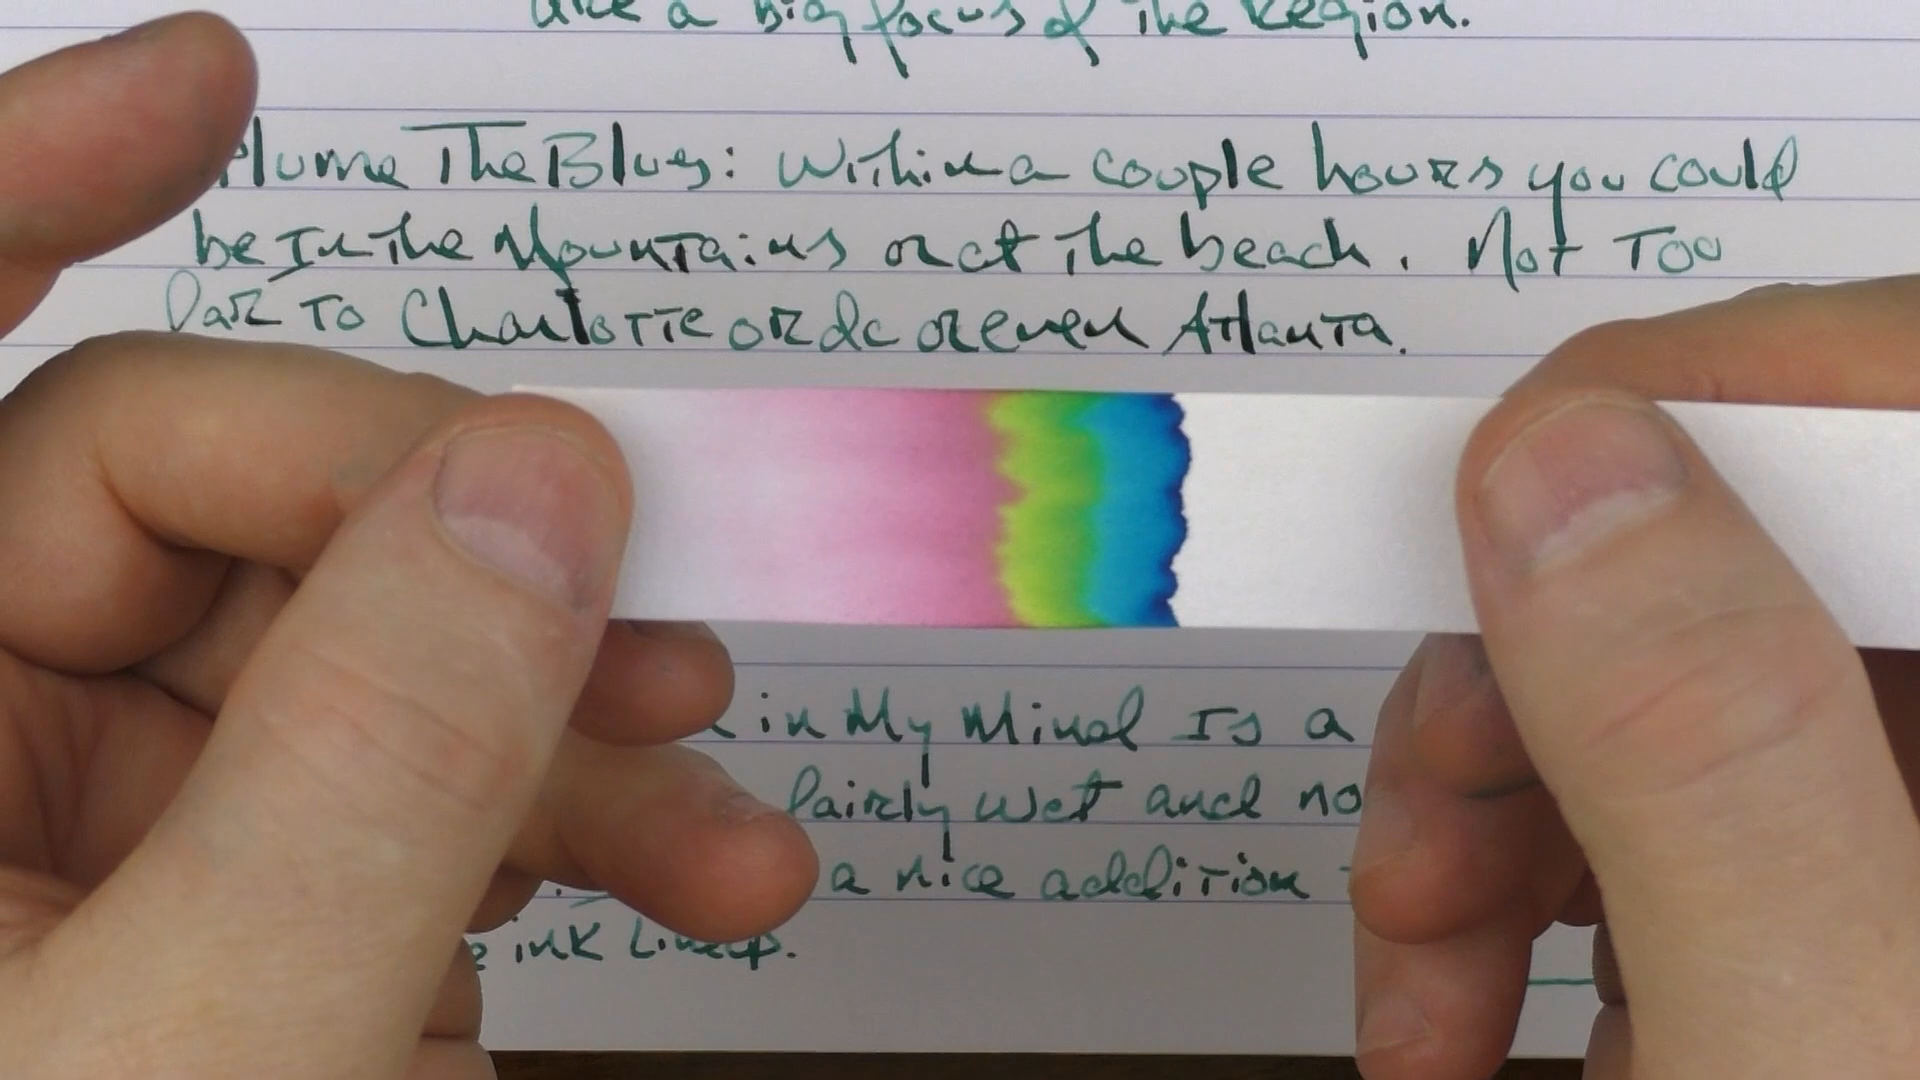 are a big focus of the Region.
Plume The Blues: Within a couple hours you could
be In the Mountains or at the beach. Not Too
Far To Charlotte or dc or even Atlanta.
in My Mind Is a
fairly wet and no
a nice addition
ink Lineup.